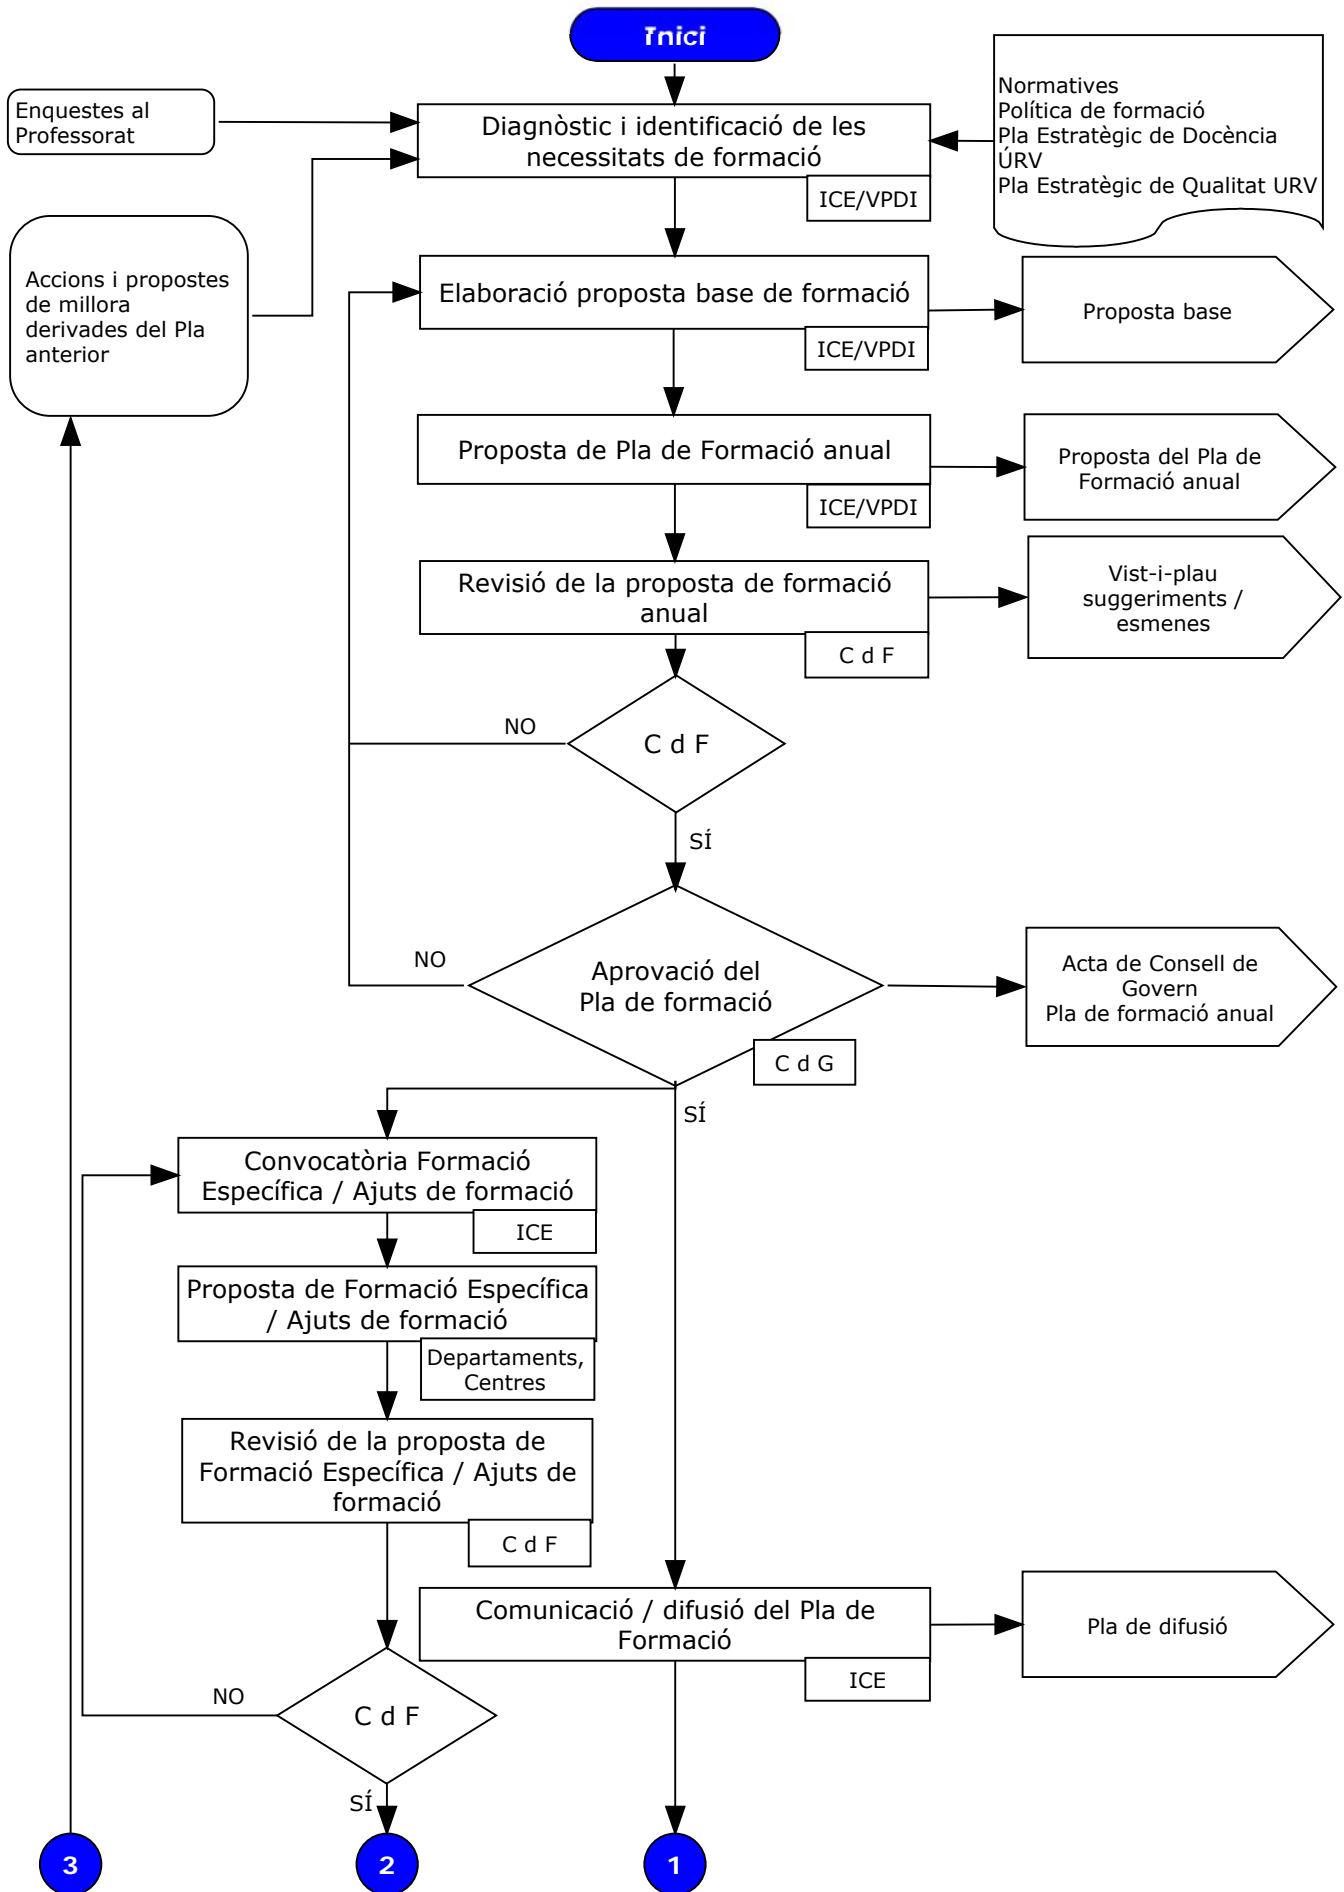 Inici
Enquestes al
Professorat
Diagnòstic i identificació de les
necessitats de formació
ICE/VPDI
Normatives
Política de formació
Pla Estratègic de Docència
ÚRV
Pla Estratègic de Qualitat URV
Accions i propostes
de millora
derivades del Pla
anterior
Elaboració proposta base de formació
ICE/VPDI
Proposta base
Proposta de Pla de Formació anual
ICE/VPDI
Proposta del Pla de
Formació anual
Revisió de la proposta de formació
anual
C d F
Vist-i-plau
suggeriments /
esmenes
NO
C d F
SÍ
NO
Aprovació del
Pla de formació
C d G
Acta de Consell de
Govern
Pla de formació anual
SÍ
Convocatòria Formació
Específica / Ajuts de formació
ICE
Proposta de Formació Específica
/ Ajuts de formació
Departaments,
Centres
Revisió de la proposta de
Formació Específica / Ajuts de
formació
C d F
Comunicació / difusió del Pla de
Formació
ICE
Pla de difusió
NO
C d F
SÍ
3
2
1